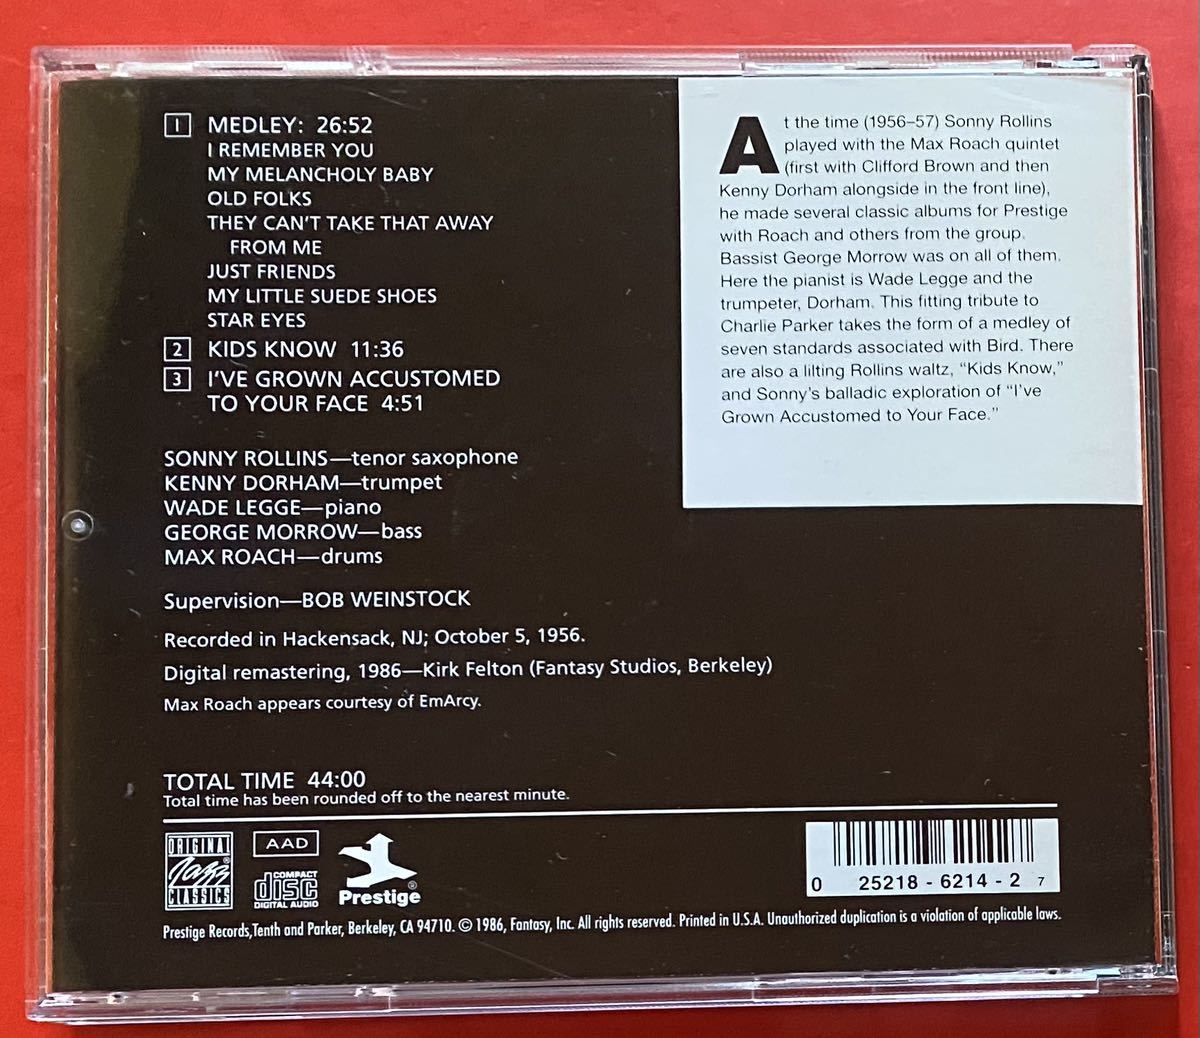 1 MEDLEY: 26:52
I REMEMBER YOU
MY MELANCHOLY BABY
OLD FOLKS
THEY CAN'T TAKE THAT AWAY
FROM ME
JUST FRIENDS
MY LITTLE SUEDE SHOES
STAR EYES
2 KIDS KNOW 11:36
3 I'VE GROWN ACCUSTOMED
TO YOUR FACE 4:51
SONNY ROLLINS—tenor saxophone
KENNY DORHAM—trumpet
WADE LEGGE—piano
GEORGE MORROW—bass
MAX ROACH—drums
Supervision—BOB WEINSTOCK
Recorded in Hackensack, NJ; October 5, 1956.
Digital remastering, 1986—Kirk Felton (Fantasy Studios, Berkeley)
Max Roach appears courtesy of EmArcy.
TOTAL TIME 44:00
Total time has been rounded off to the nearest minute.
At the time (1956–57) Sonny Rollins
played with the Max Roach quintet
(first with Clifford Brown and then
Kenny Dorham alongside in the front line),
he made several classic albums for Prestige
with Roach and others from the group.
Bassist George Morrow was on all of them.
Here the pianist is Wade Legge and the
trumpeter, Dorham. This fitting tribute to
Charlie Parker takes the form of a medley of
seven standards associated with Bird. There
are also a lilting Rollins waltz, "Kids Know,"
and Sonny's balladic exploration of "I've
Grown Accustomed to Your Face."
ORIGINAL
Jazz®
CLASSICS
AAD
COMPACT
disc
DIGITAL AUDIO
Prestige®
0 25218-6214-2 7
Prestige Records,Tenth and Parker, Berkeley, CA 94710. © 1986, Fantasy, Inc. All rights reserved. Printed in U.S.A. Unauthorized duplication is a violation of applicable laws.